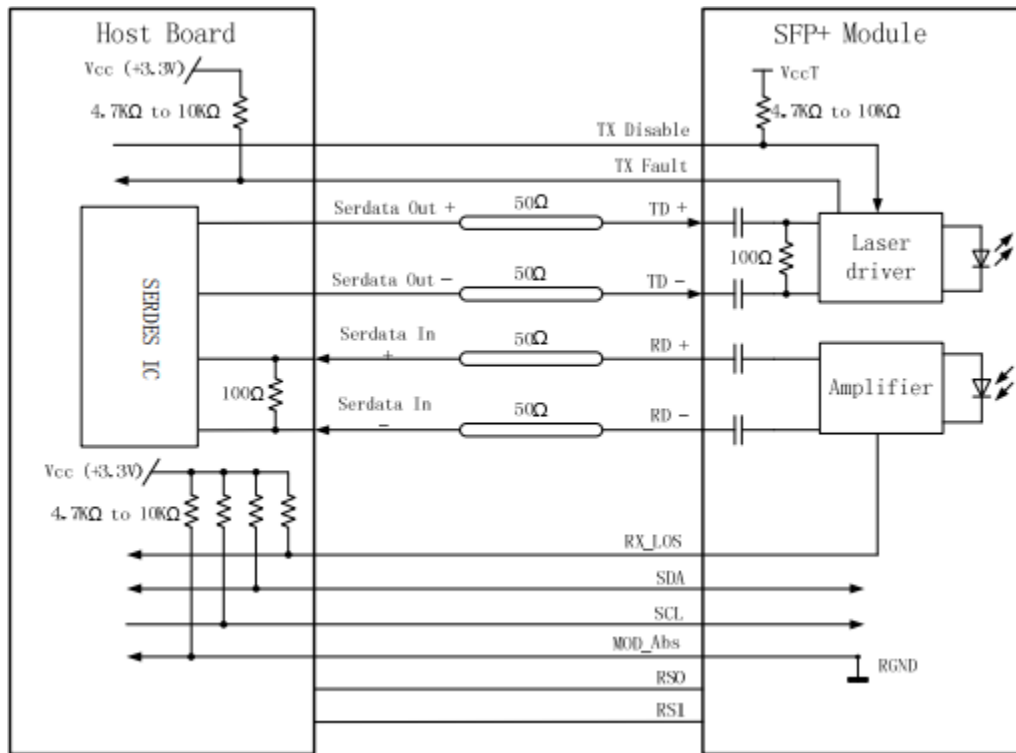 Host Board
SFP+ Module
Vcc (+3.3V)
VccT
4.7KΩ to 10KΩ
4.7KΩ to 10KΩ
TX Disable
TX Fault
Serdata Out +
50Ω
TD +
Laser
driver
100Ω
Serdata Out −
50Ω
TD −
SERDES IC
Serdata In
+
50Ω
RD +
100Ω
Amplifier
Serdata In
−
50Ω
RD −
Vcc (+3.3V)
4.7KΩ to 10KΩ
RX_LOS
SDA
SCL
MOD_Abs
RGND
RS0
RS1